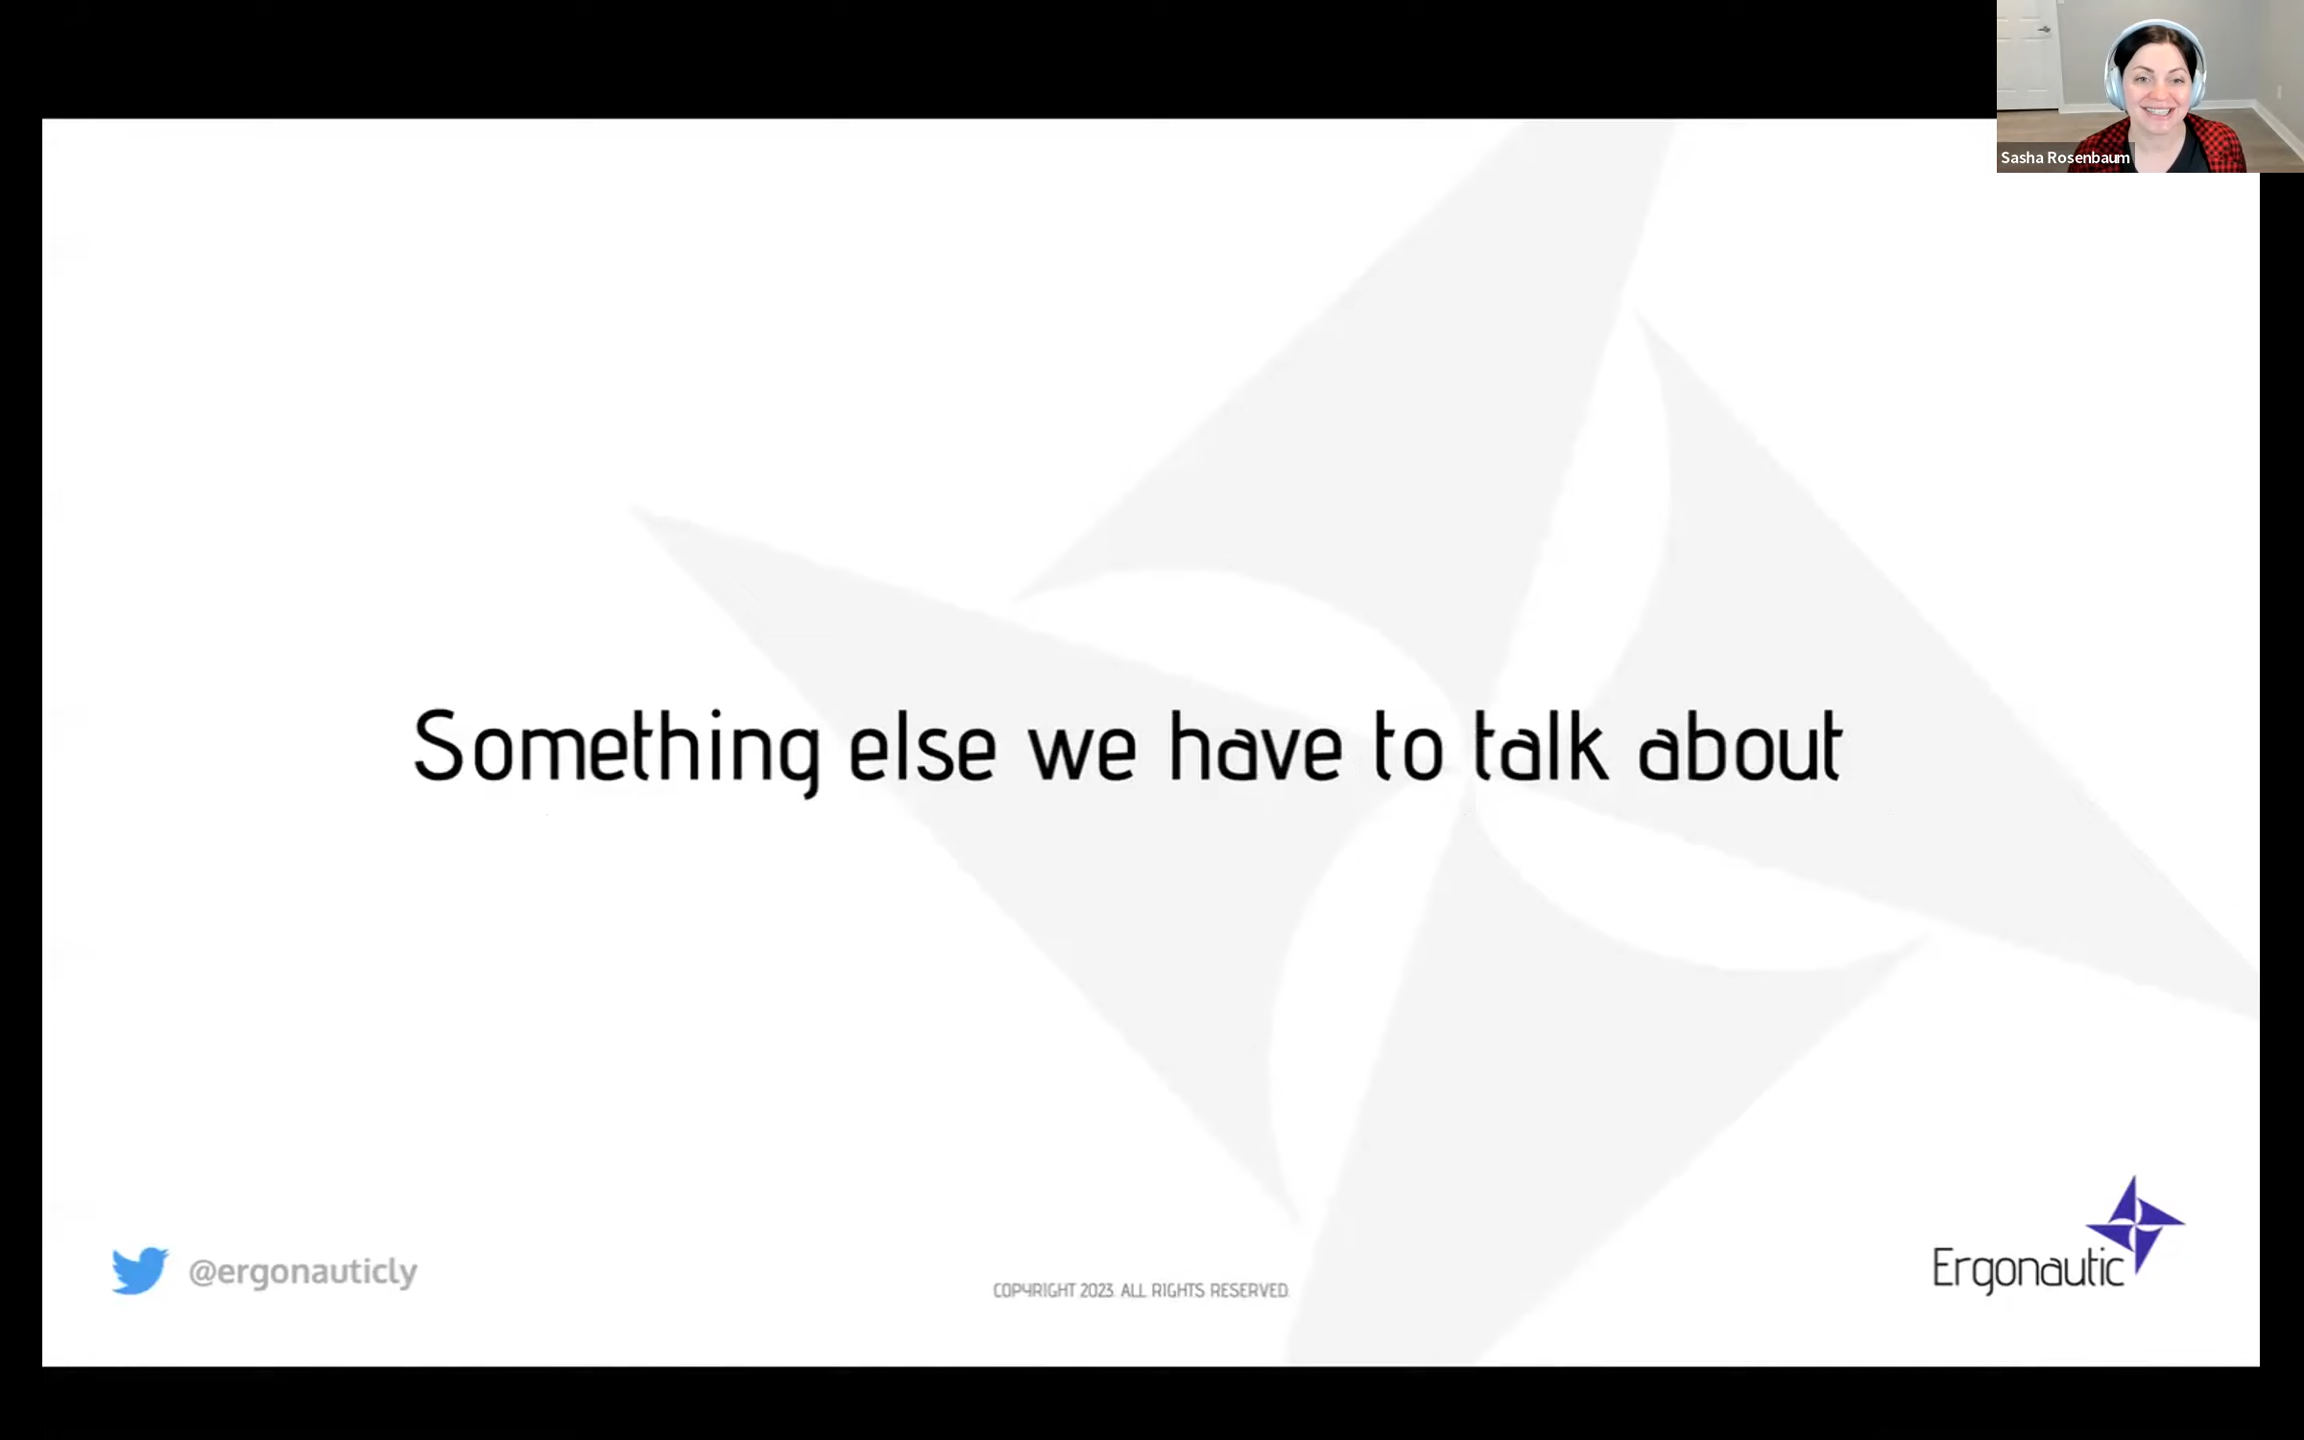 Sasha Rosenbaum
Something else we have to talk about
@ergonauticly
COPYRIGHT 2023. ALL RIGHTS RESERVED.
Ergonautic